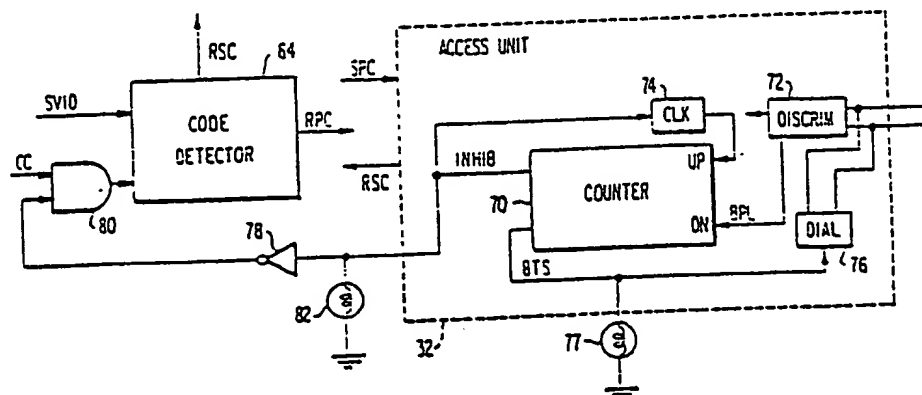 RSC
64
SVID
CODE
DETECTOR
RPC
CC
80
78
82
SPC
RSC
ACCESS UNIT
74
CLK
72
DISCRIM
INHIB
UP
70
COUNTER
DN
BPL
DIAL
76
BTS
32
77